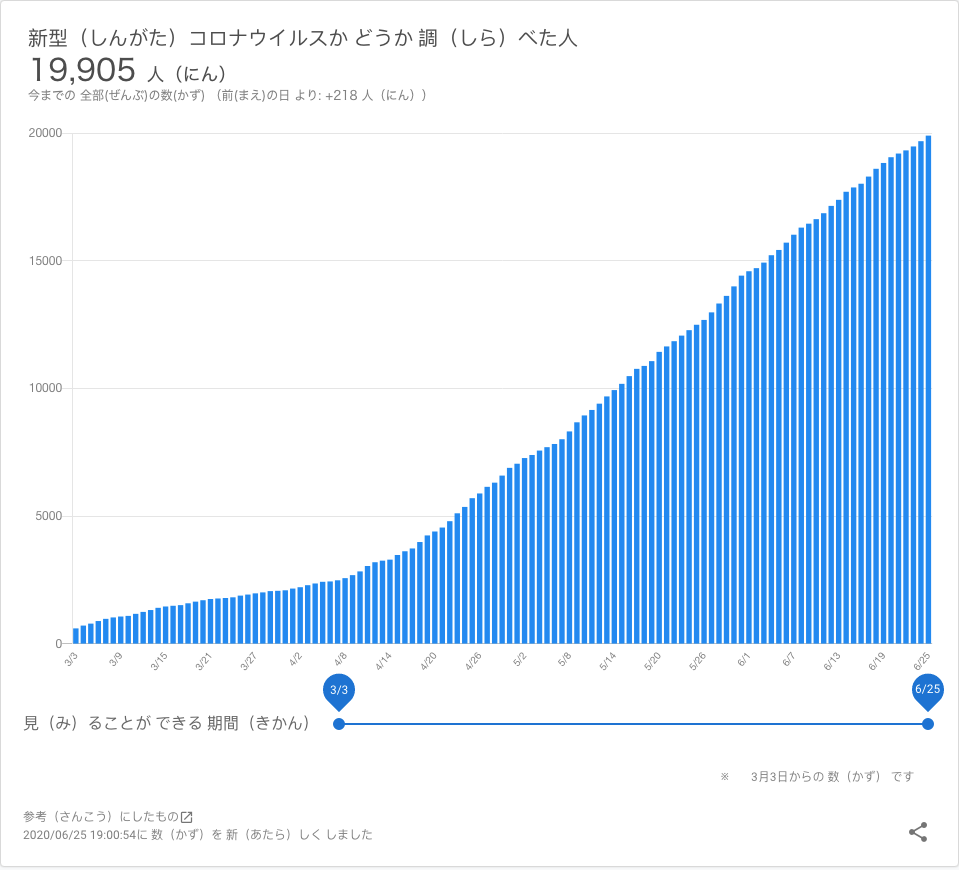 新型（しんがた）コロナウイルスか どうか 調（しら）べた人
19,905 人（にん）
今までの 全部(ぜんぶ)の数(かず) （前(まえ)の日 より: +218 人（にん））
20000
15000
10000
5000
0
3/3 3/9 3/15 3/21 3/27 4/2 4/8 4/14 4/20 4/26 5/2 5/8 5/14 5/20 5/26 6/1 6/7 6/13 6/19 6/25
3/3 6/25
見（み）ることが できる 期間（きかん）
※ 3月3日からの 数（かず） です
参考（さんこう）にしたもの
2020/06/25 19:00:54に 数（かず）を 新（あたら）しく しました